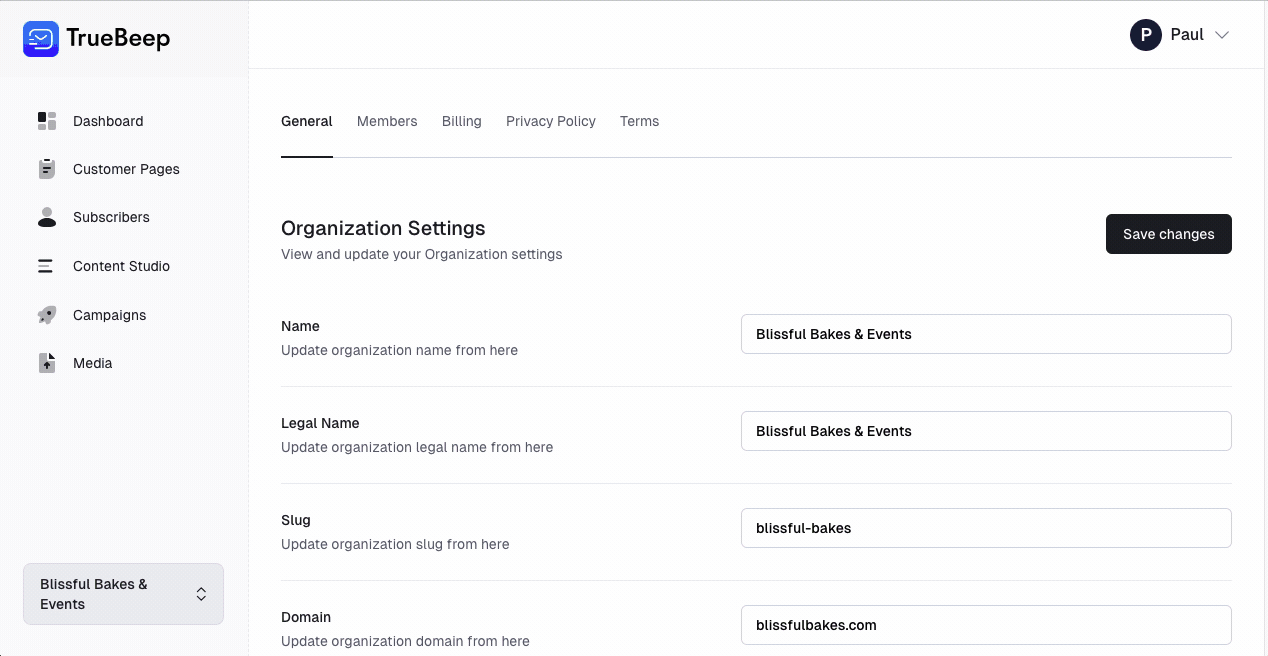 TrueBeep
P Paul
Dashboard
Customer Pages
Subscribers
Content Studio
Campaigns
Media
Blissful Bakes &
Events
General Members Billing Privacy Policy Terms
Organization Settings
View and update your Organization settings
Save changes
Name
Update organization name from here
Blissful Bakes & Events
Legal Name
Update organization legal name from here
Blissful Bakes & Events
Slug
Update organization slug from here
blissful-bakes
Domain
Update organization domain from here
blissfulbakes.com